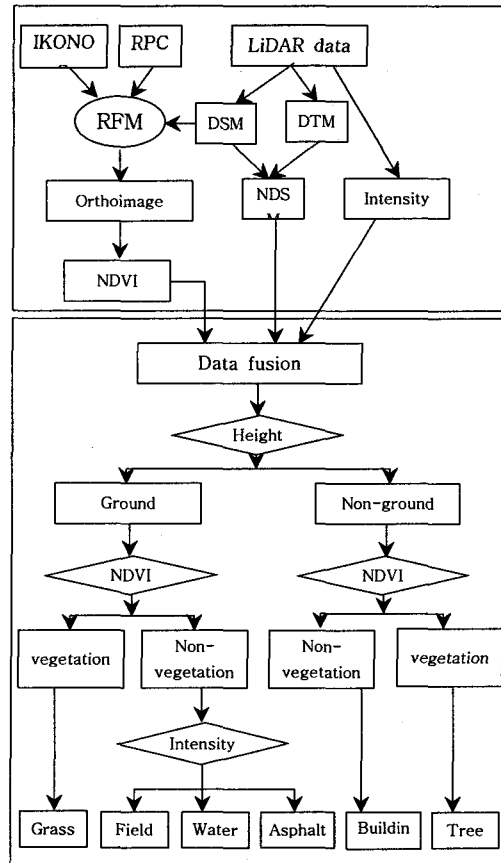 IKONO
RPC
LiDAR data
RFM
DSM
DTM
Orthoimage
NDS
M
Intensity
NDVI
Data fusion
Height
Ground
Non-ground
NDVI
NDVI
vegetation
Non-
vegetation
Non-
vegetation
vegetation
Intensity
Grass
Field
Water
Asphalt
Buildin
Tree